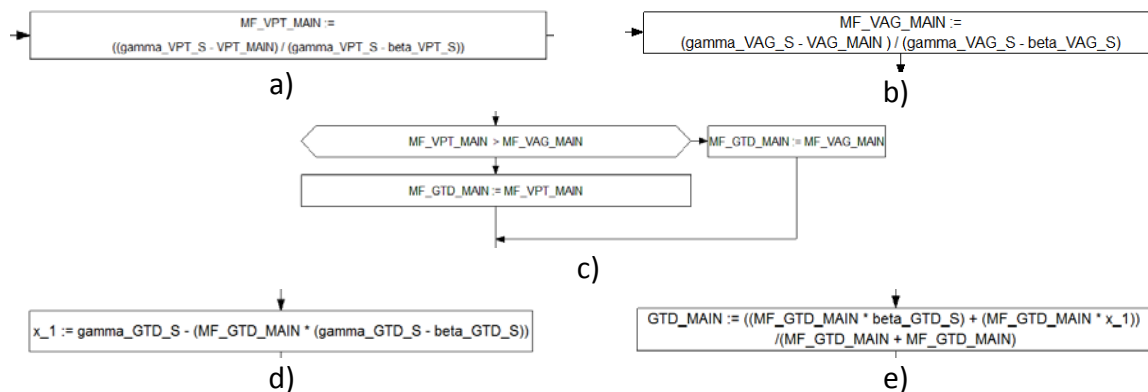 MF_VPT_MAIN :=
((gamma_VPT_S - VPT_MAIN) / (gamma_VPT_S - beta_VPT_S))
a)
MF_VAG_MAIN :=
(gamma_VAG_S - VAG_MAIN ) / (gamma_VAG_S - beta_VAG_S)
b)
MF_VPT_MAIN > MF_VAG_MAIN
MF_GTD_MAIN := MF_VAG_MAIN
MF_GTD_MAIN := MF_VPT_MAIN
c)
x_1 := gamma_GTD_S - (MF_GTD_MAIN * (gamma_GTD_S - beta_GTD_S))
d)
GTD_MAIN := ((MF_GTD_MAIN * beta_GTD_S) + (MF_GTD_MAIN * x_1))
/(MF_GTD_MAIN + MF_GTD_MAIN)
e)